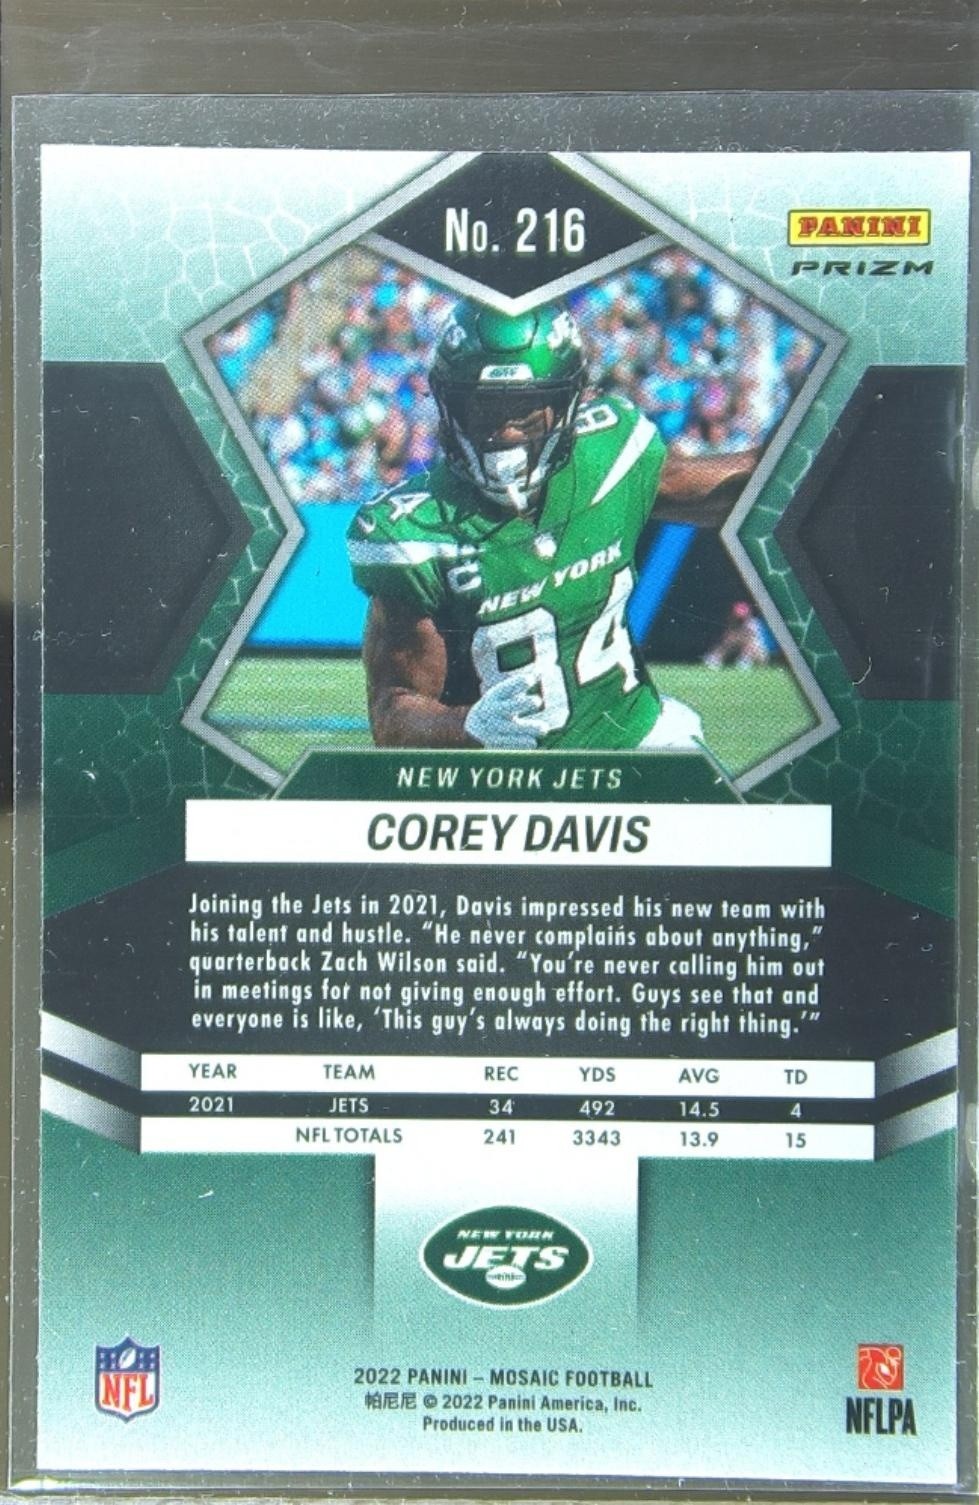 No. 216
PANINI
PRIZM
84
84
C
NEW YORK
84
NEW YORK JETS
COREY DAVIS
Joining the Jets in 2021, Davis impressed his new team with
his talent and hustle. “He never complains about anything,”
quarterback Zach Wilson said. “You’re never calling him out
in meetings for not giving enough effort. Guys see that and
everyone is like, ‘This guy’s always doing the right thing.’”
YEAR TEAM REC YDS AVG TD
2021 JETS 34 492 14.5 4
NFL TOTALS 241 3343 13.9 15
NEW YORK
JETS
NFL
2022 PANINI – MOSAIC FOOTBALL
帕尼尼 © 2022 Panini America, Inc.
Produced in the USA.
NFLPA